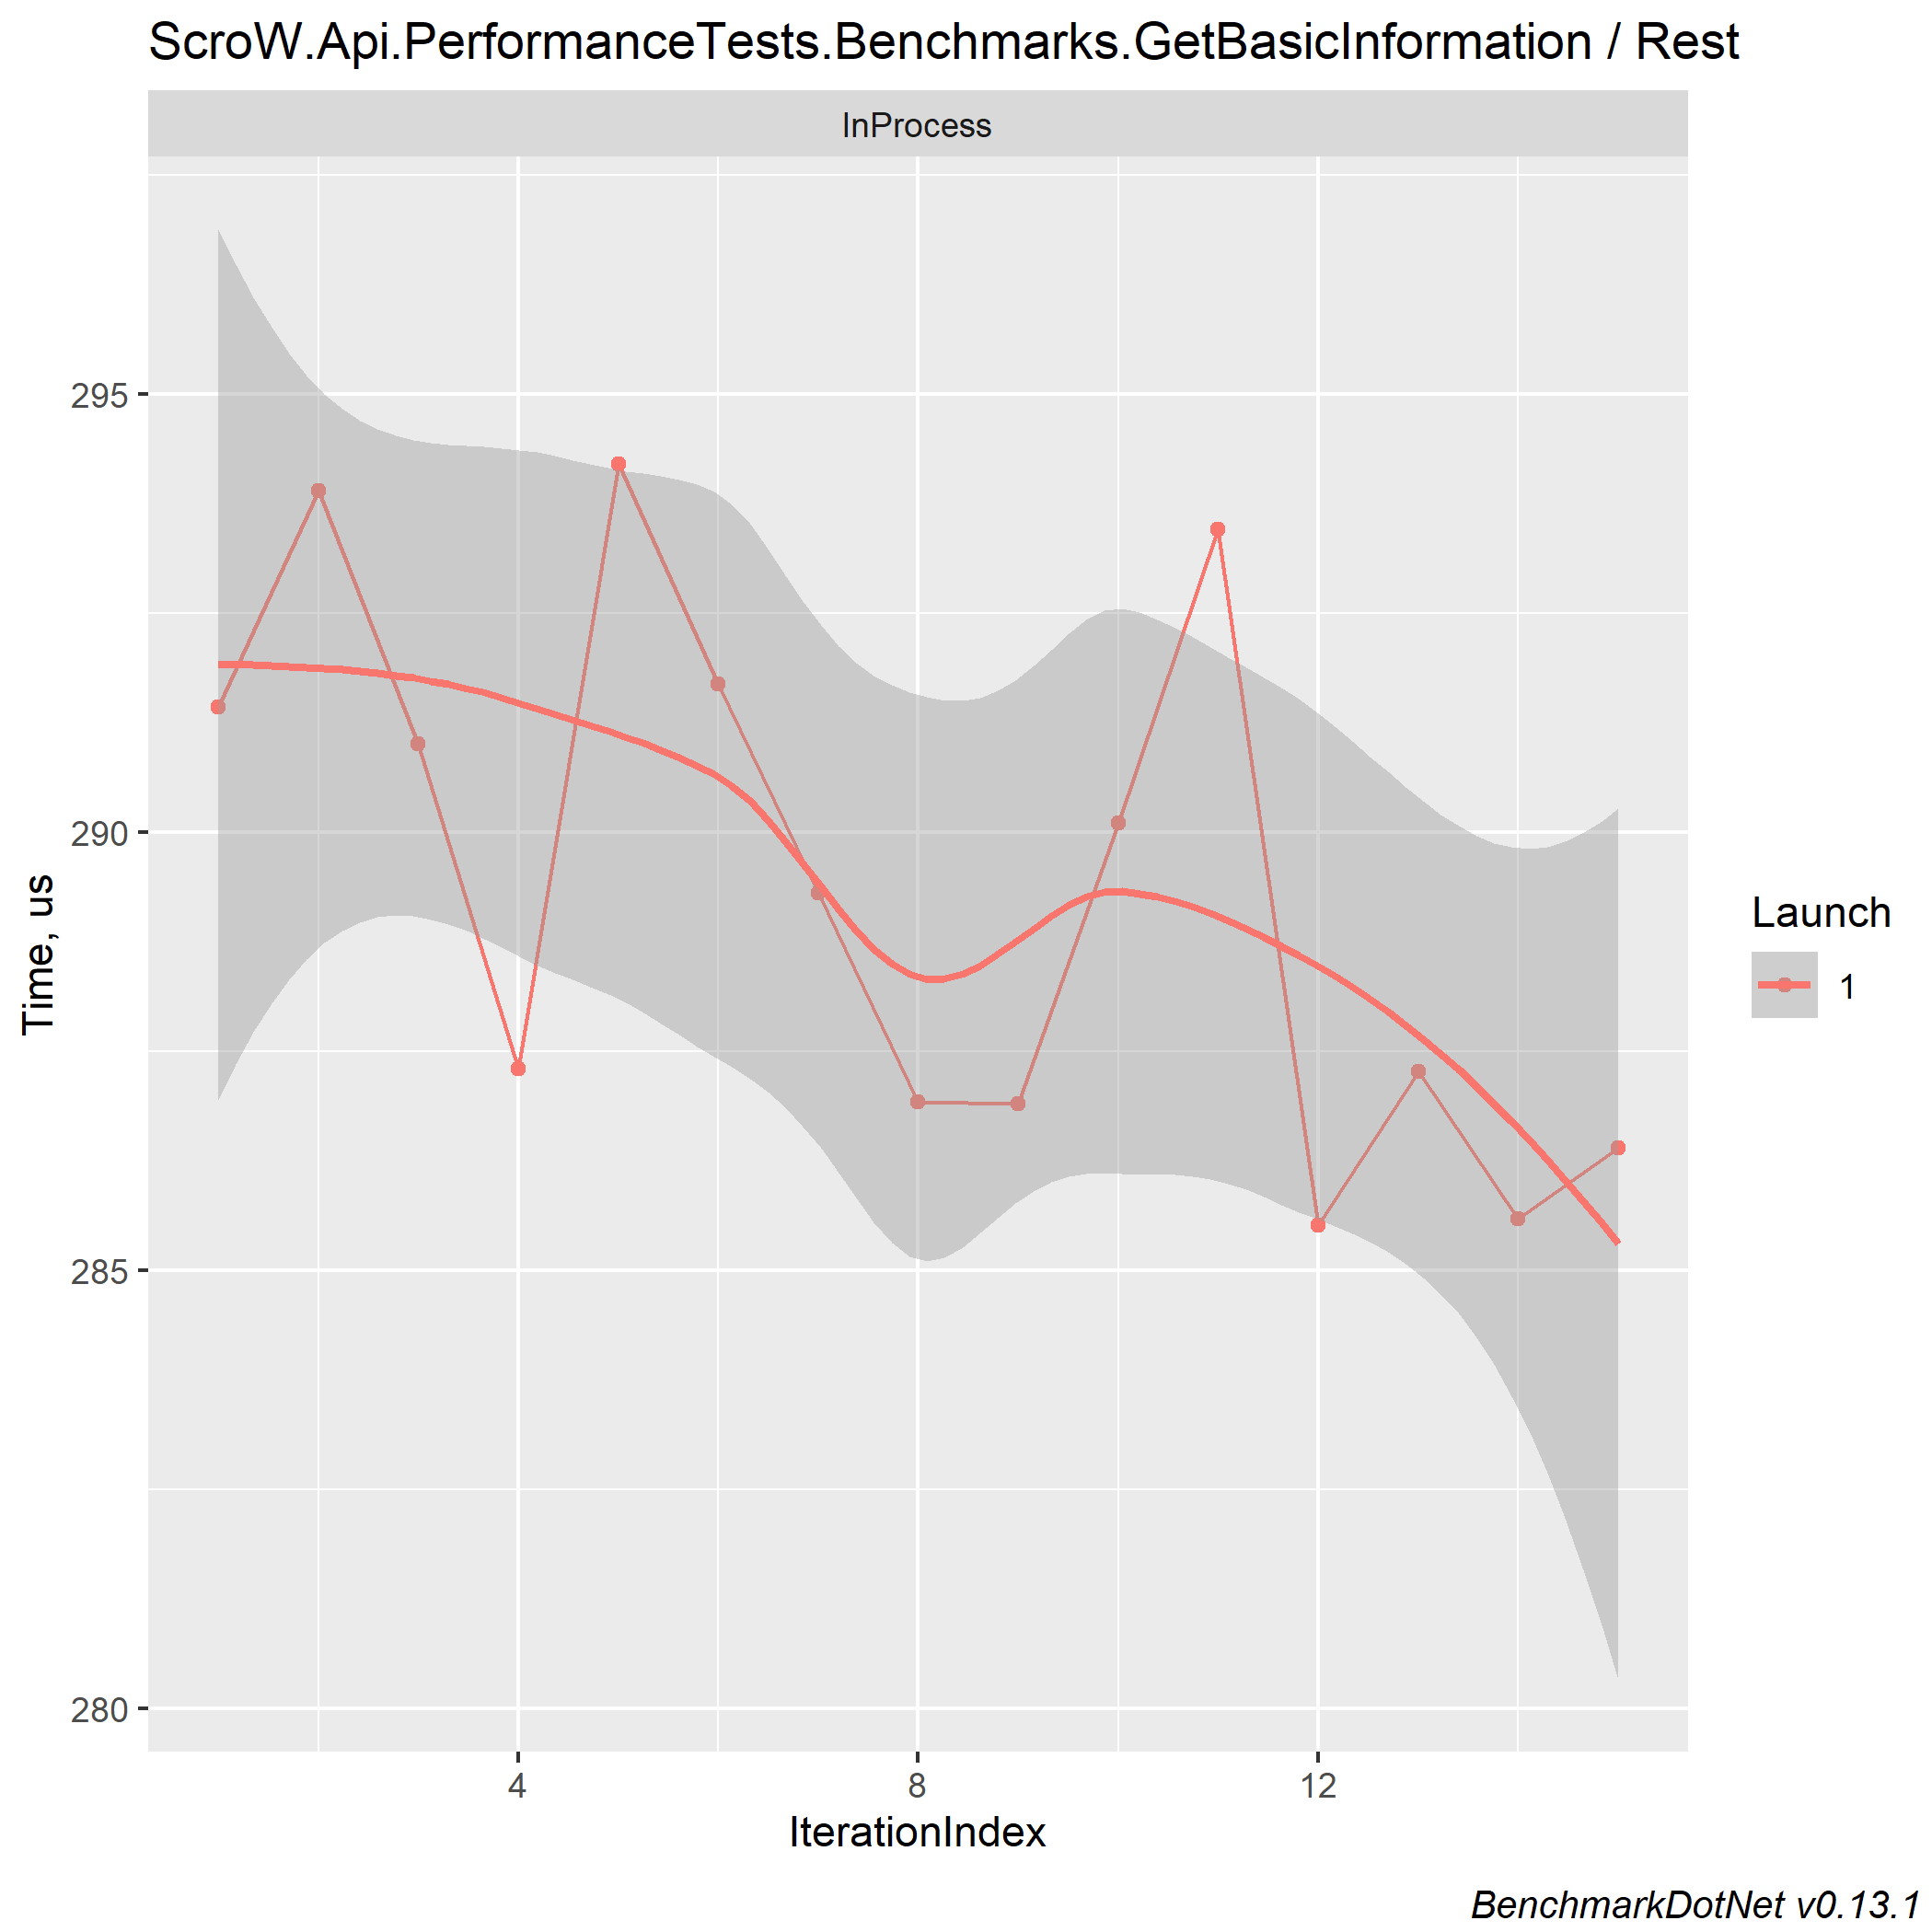 ScroW.Api.PerformanceTests.Benchmarks.GetBasicInformation / Rest
InProcess
295
290
285
280
Time, us
4 8 12
IterationIndex
Launch
1
BenchmarkDotNet v0.13.1